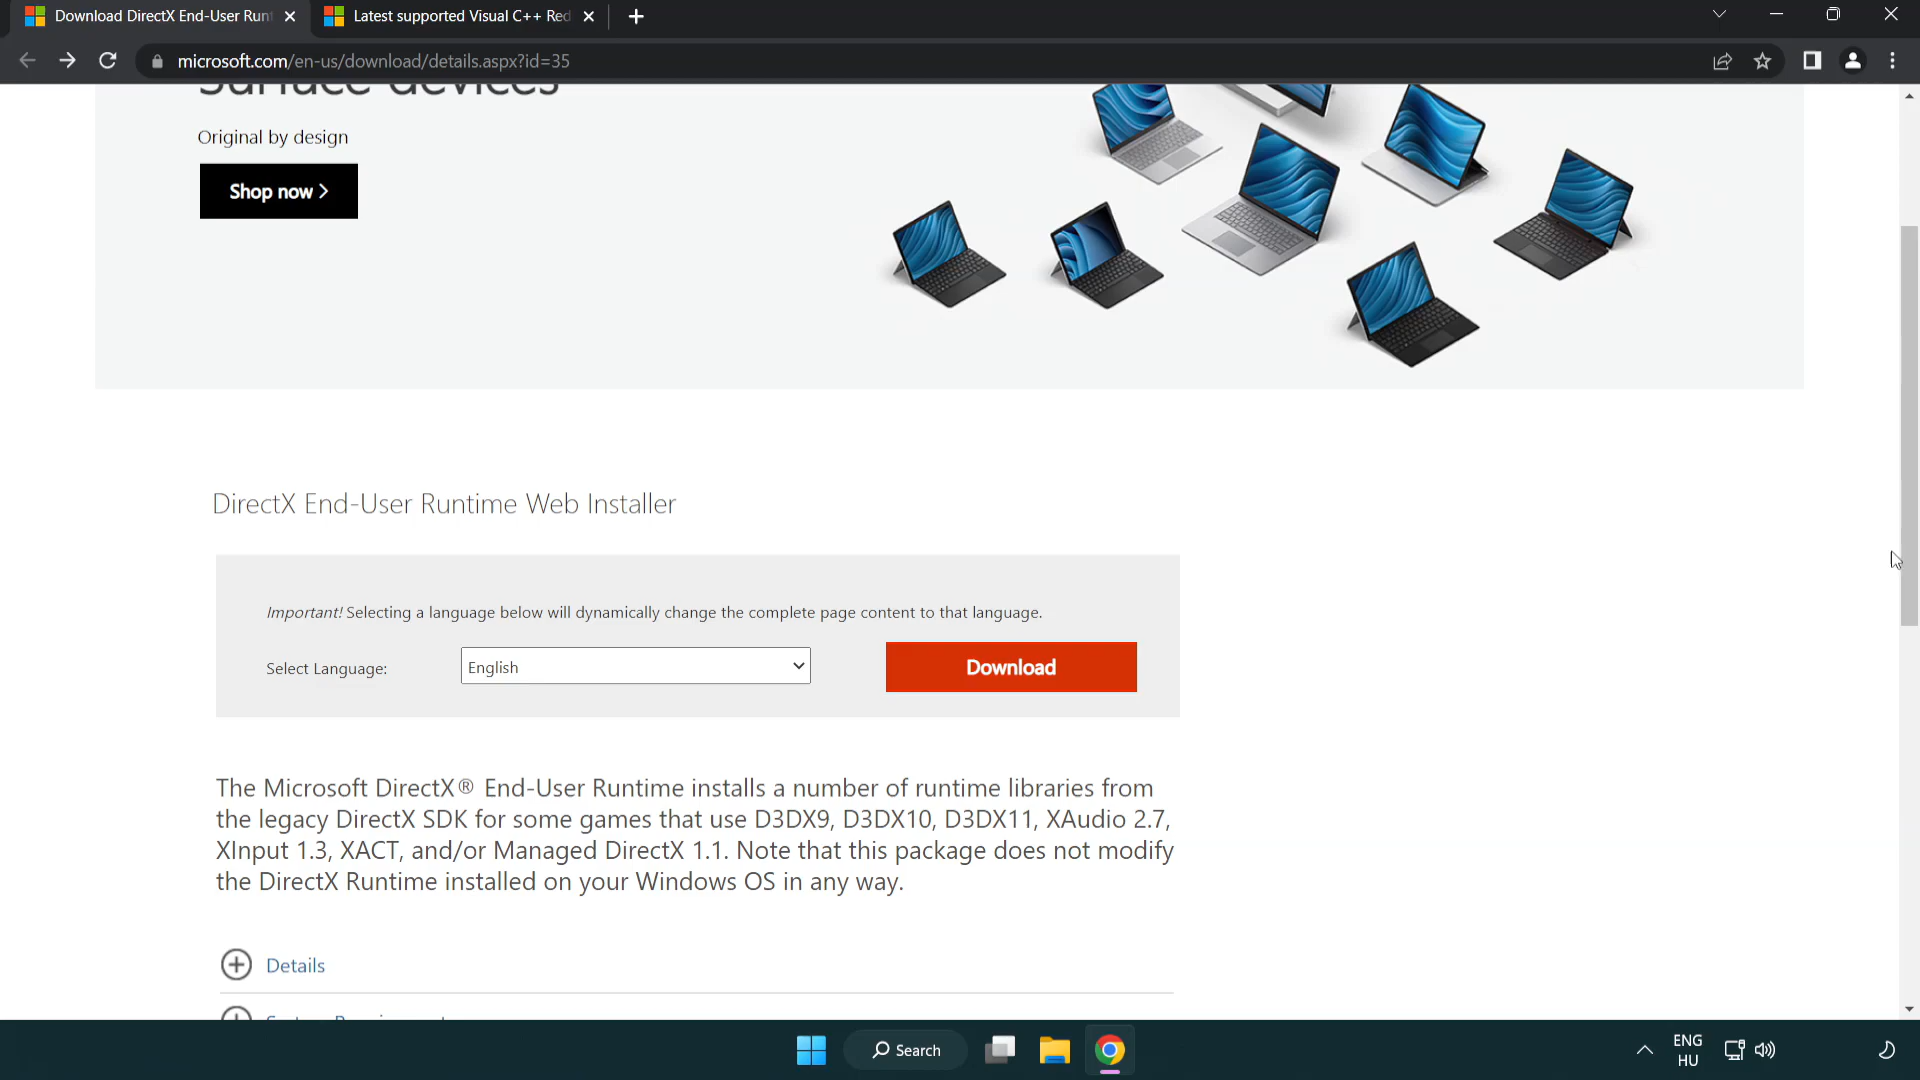 Download DirectX End-User Runt
Latest supported Visual C++ Red
microsoft.com/en-us/download/details.aspx?id=35
Surface devices
Original by design
Shop now
DirectX End-User Runtime Web Installer
Important! Selecting a language below will dynamically change the complete page content to that language.
Select Language:
English
Download
The Microsoft DirectX® End-User Runtime installs a number of runtime libraries from
the legacy DirectX SDK for some games that use D3DX9, D3DX10, D3DX11, XAudio 2.7,
XInput 1.3, XACT, and/or Managed DirectX 1.1. Note that this package does not modify
the DirectX Runtime installed on your Windows OS in any way.
Details
Search
ENG
HU